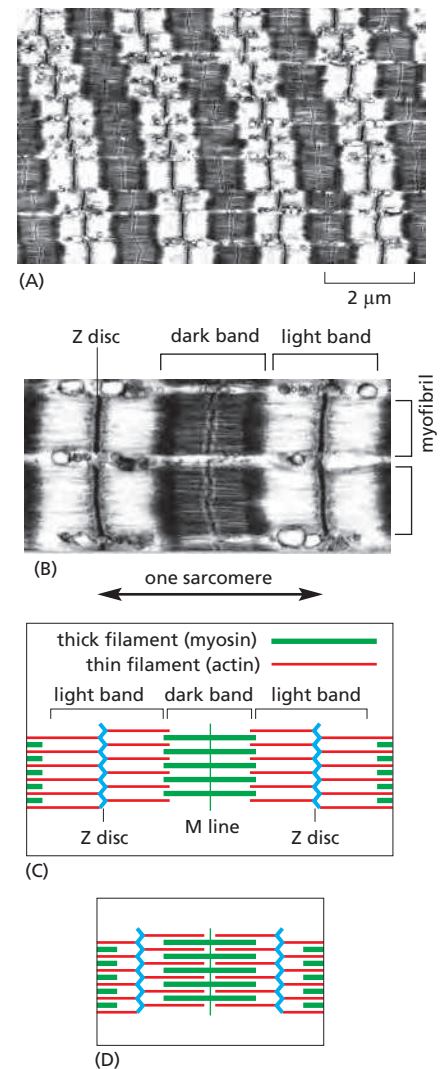 (A)
2 μm
Z disc
dark band
light band
myofibril
(B)
one sarcomere
thick filament (myosin)
thin filament (actin)
light band
dark band
light band
Z disc
M line
Z disc
(C)
(D)